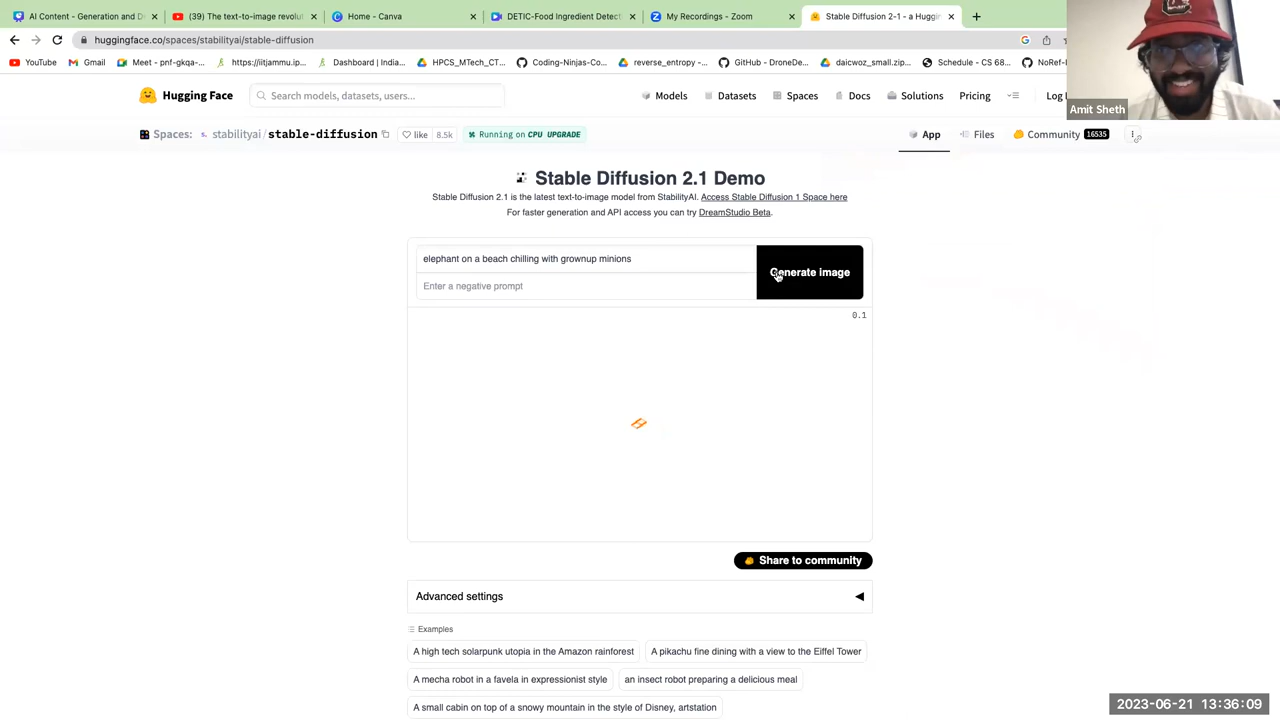 AI Content - Generation and D
(39) The text-to-image revolut
Home - Canva
DETIC-Food Ingredient Detect
My Recordings - Zoom
Stable Diffusion 2-1 - a Huggin
huggingface.co/spaces/stabilityai/stable-diffusion
YouTube
Gmail
Meet - pnf-gkqa-...
https://iitjammu.ip...
Dashboard | India...
HPCS_MTech_CT...
Coding-Ninjas-Co...
reverse_entropy -...
GitHub - DroneDe...
daicwoz_small.zip...
Schedule - CS 68...
NoRef-
Amit Sheth
Hugging Face
Search models, datasets, users...
Models
Datasets
Spaces
Docs
Solutions
Pricing
Log
Spaces: stabilityai/stable-diffusion like 8.5k Running on CPU UPGRADE
App
Files
Community 16535
Stable Diffusion 2.1 Demo
Stable Diffusion 2.1 is the latest text-to-image model from StabilityAI. Access Stable Diffusion 1 Space here
For faster generation and API access you can try DreamStudio Beta.
elephant on a beach chilling with grownup minions
Generate image
Enter a negative prompt
0.1
Share to community
Advanced settings
Examples
A high tech solarpunk utopia in the Amazon rainforest
A pikachu fine dining with a view to the Eiffel Tower
A mecha robot in a favela in expressionist style
an insect robot preparing a delicious meal
A small cabin on top of a snowy mountain in the style of Disney, artstation
2023-06-21 13:36:09